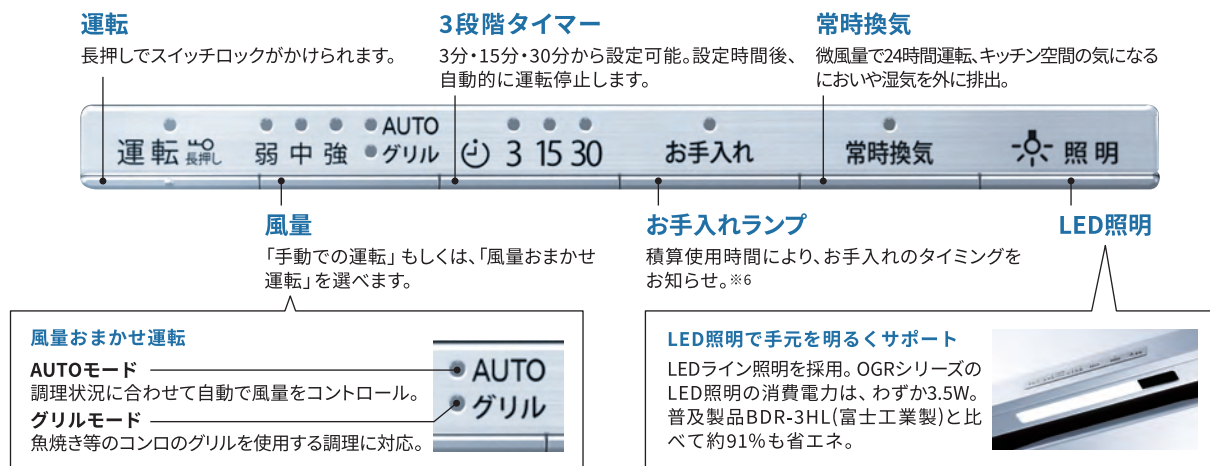 運転
長押しでスイッチロックがかけられます。
3段階タイマー
3分・15分・30分から設定可能。設定時間後、
自動的に運転停止します。
常時換気
微風量で24時間運転、キッチン空間の気になる
においや湿気を外に排出。
運転 長押し 弱 中 強 AUTO グリル 3 15 30 お手入れ 常時換気 照明
風量
「手動での運転」もしくは、「風量おまかせ
運転」を選べます。
お手入れランプ
積算使用時間により、お手入れのタイミングを
お知らせ。※6
LED照明
風量おまかせ運転
AUTOモード
調理状況に合わせて自動で風量をコントロール。
グリルモード
魚焼き等のコンロのグリルを使用する調理に対応。
AUTO
グリル
LED照明で手元を明るくサポート
LEDライン照明を採用。OGRシリーズの
LED照明の消費電力は、わずか3.5W。
普及製品BDR-3HL(富士工業製)と比
べて約91%も省エネ。